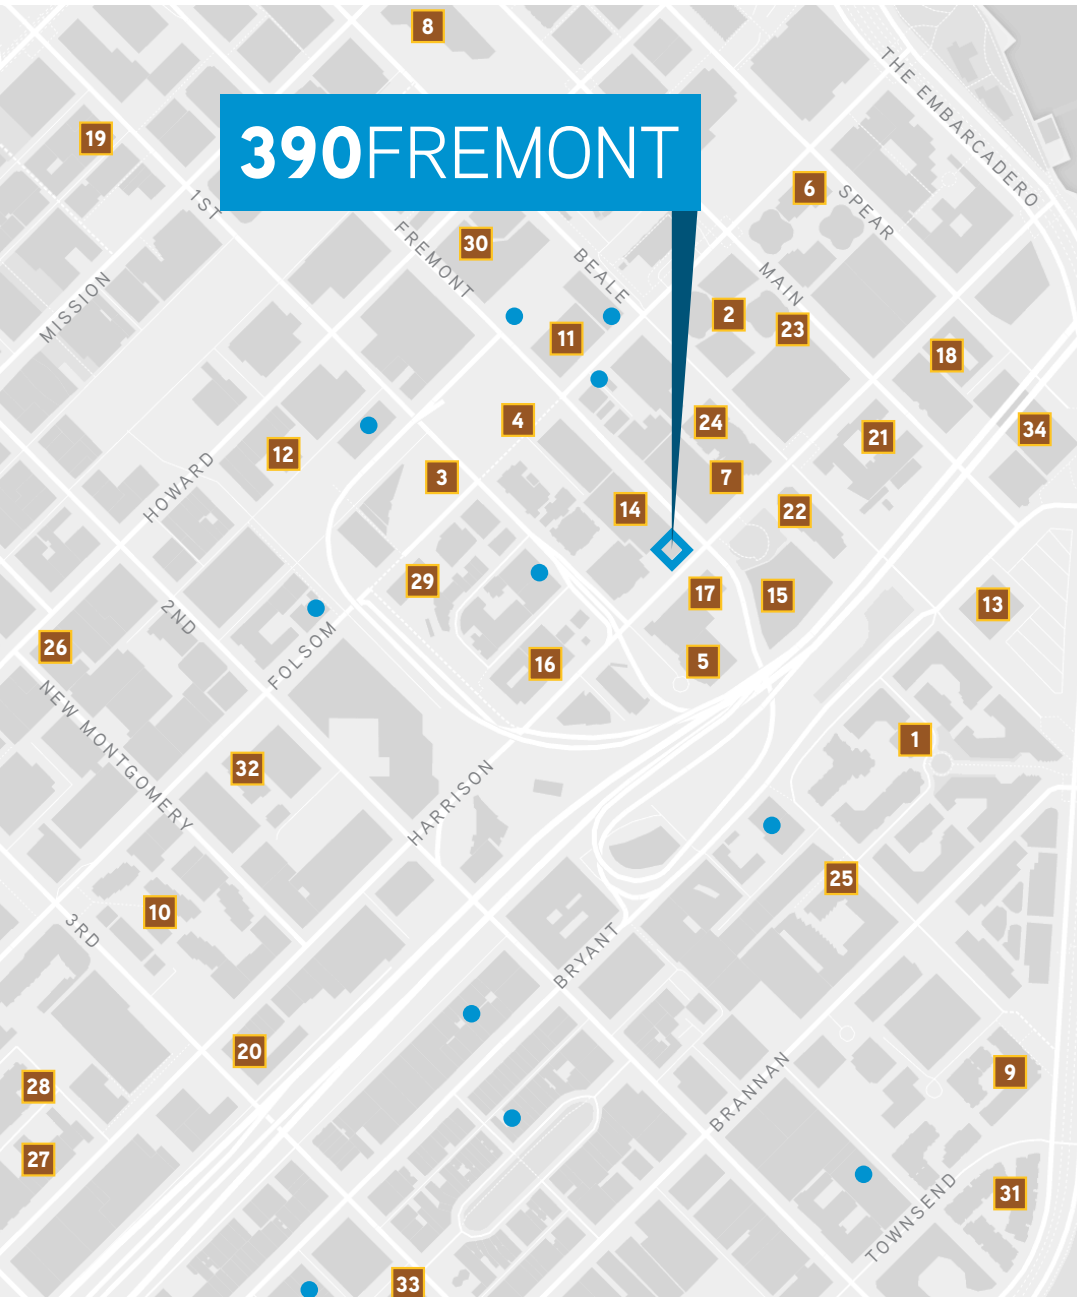 8
THE EMBARCADERO
19
390FREMONT
6
SPEAR
1ST
FREMONT
30
BEALE
MAIN
MISSION
2
23
11
18
4
24
34
21
12
3
7
HOWARD
14
22
29
17
15
13
2ND
26
FOLSOM
16
5
NEW MONTGOMERY
1
32
HARRISON
25
10
3RD
BRYANT
20
28
9
BRANNAN
27
31
TOWNSEND
33